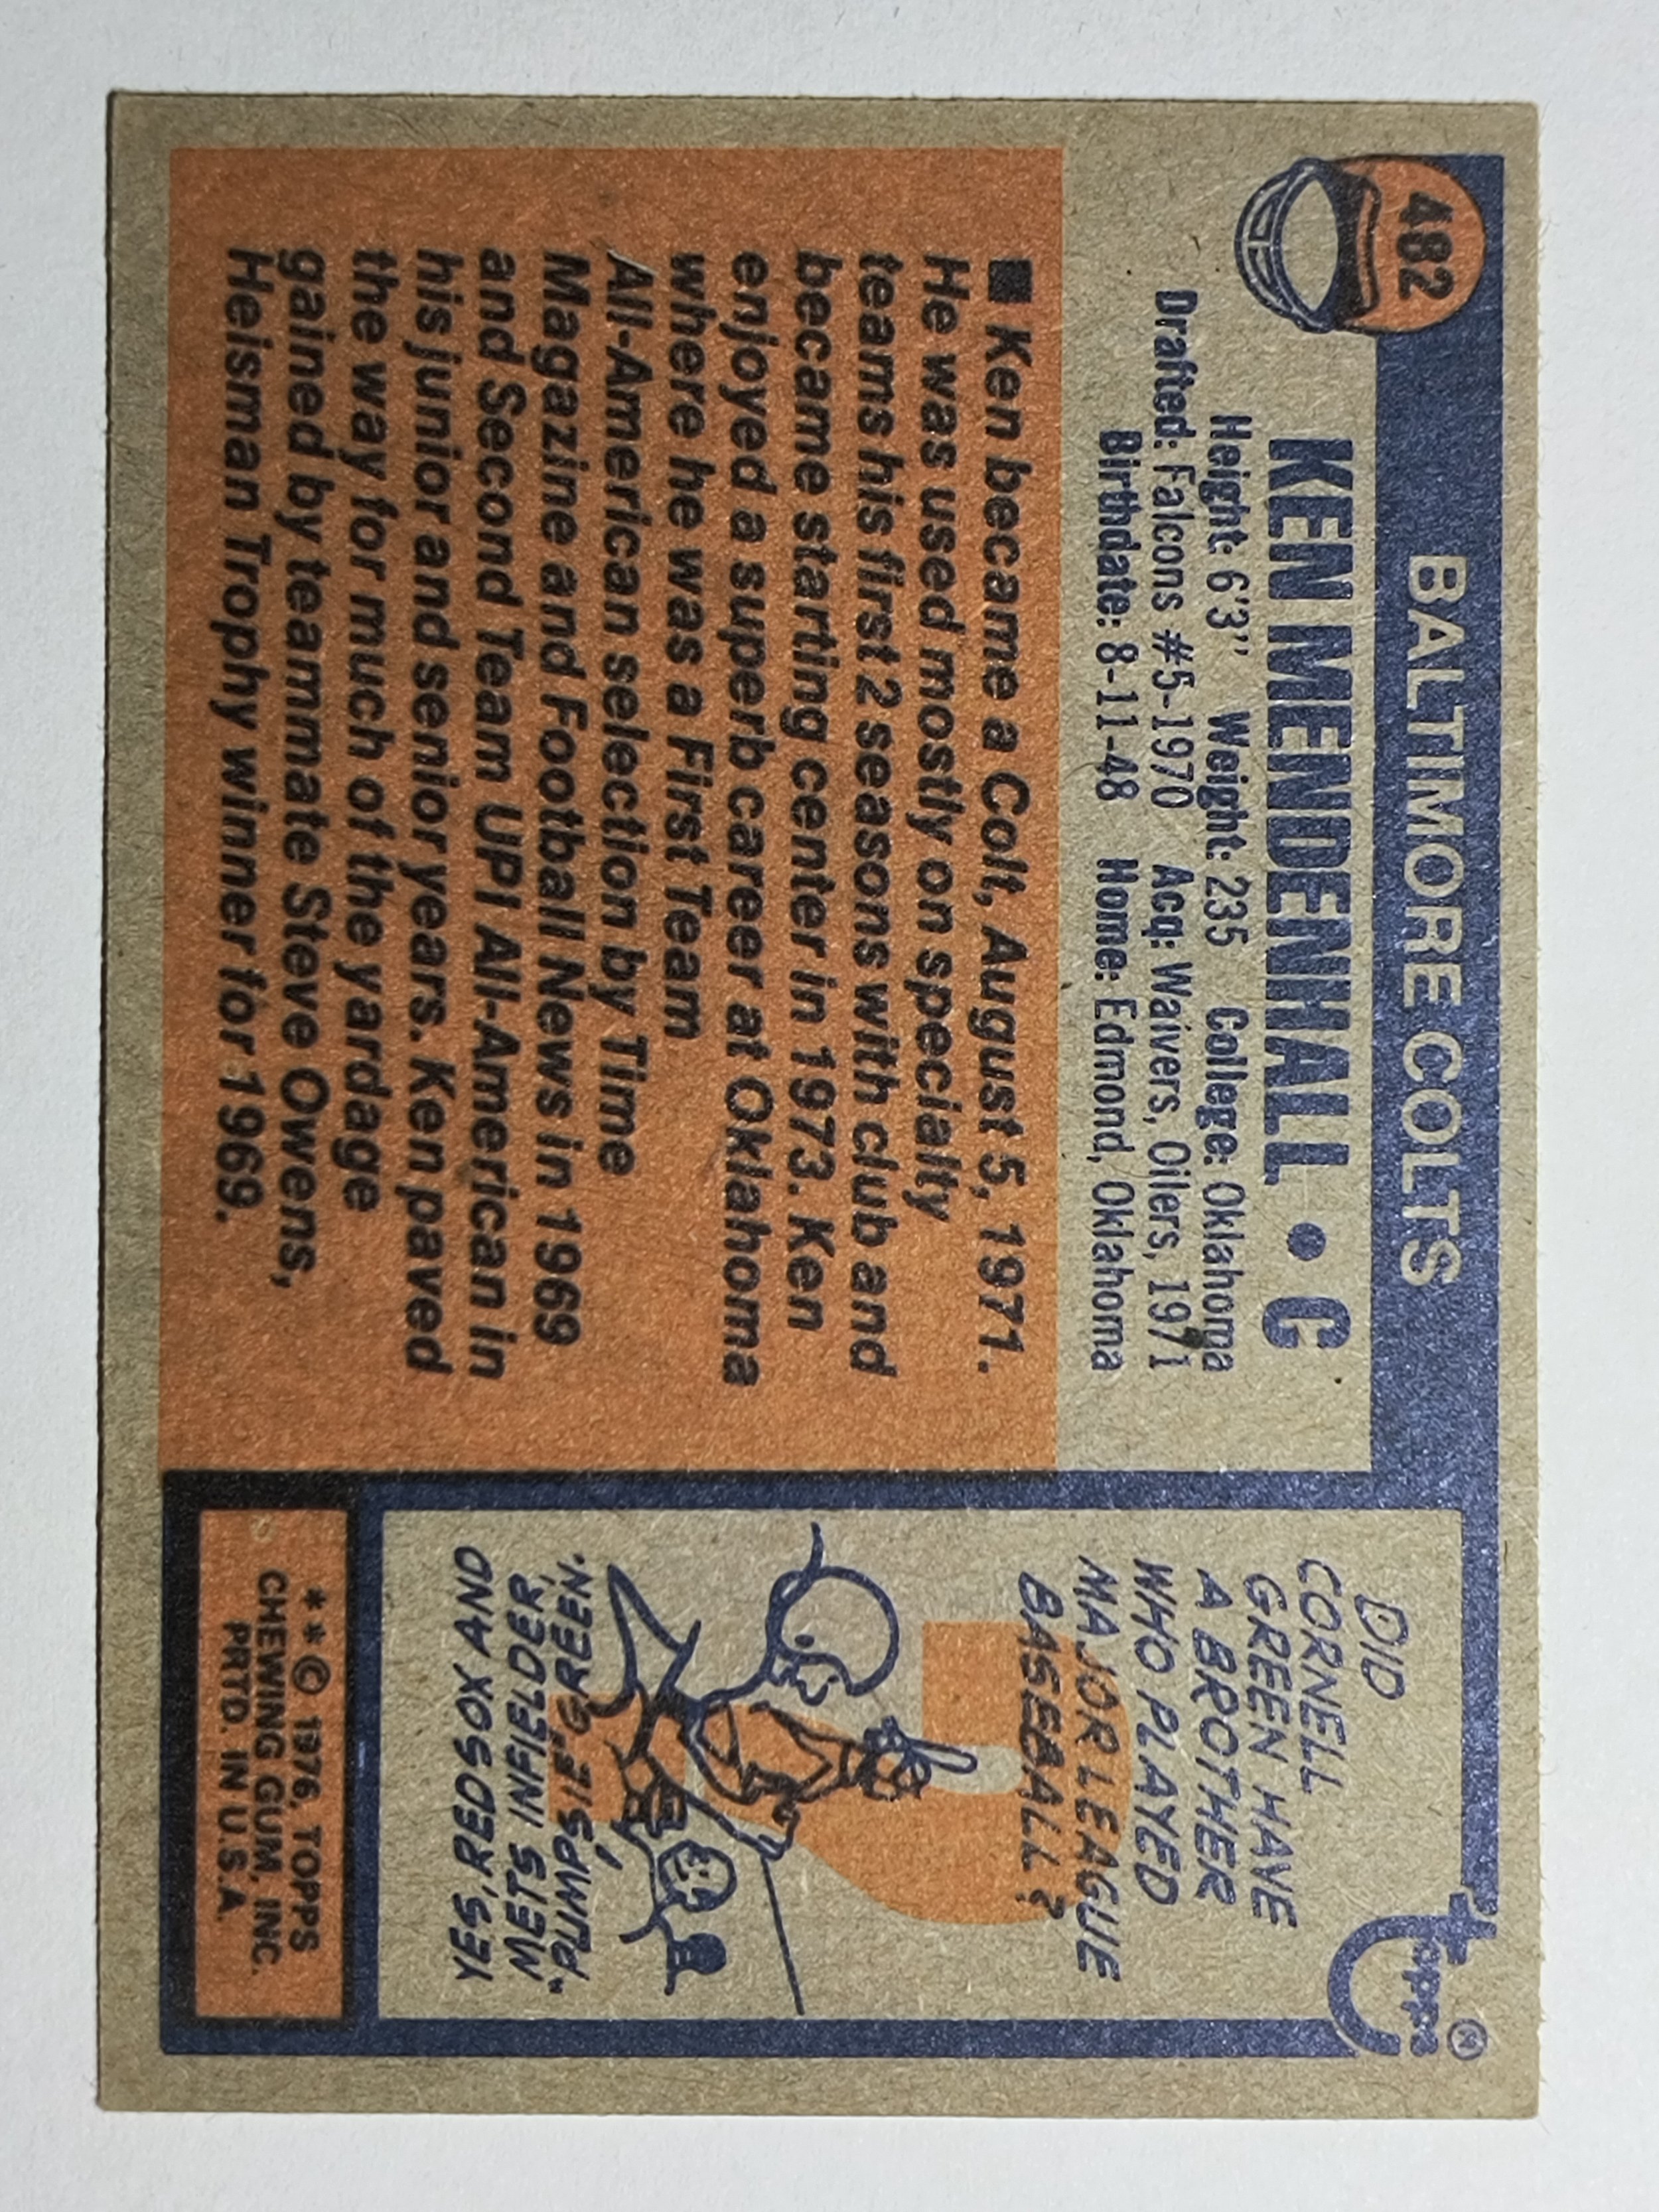 482
BALTIMORE COLTS
KEN MENDENHALL • C
Height: 6'3" Weight: 235 College: Oklahoma
Drafted: Falcons #5-1970 Acq: Waivers, Oilers, 1971
Birthdate: 8-11-48 Home: Edmond, Oklahoma
■ Ken became a Colt, August 5, 1971.
He was used mostly on specialty
teams his first 2 seasons with club and
became starting center in 1973. Ken
enjoyed a superb career at Oklahoma
where he was a First Team
All-American selection by Time
Magazine and Football News in 1969
and Second Team UPI All-American in
his junior and senior years. Ken paved
the way for much of the yardage
gained by teammate Steve Owens,
Heisman Trophy winner for 1969.
topps ®
DID
CORNELL
GREEN HAVE
A BROTHER
WHO PLAYED
MAJOR LEAGUE
BASEBALL?
YES, RED SOX AND
METS INFIELDER,
"PUMPSIE" GREEN.
**© 1976, TOPPS
CHEWING GUM, INC.
PRTD. IN U.S.A.